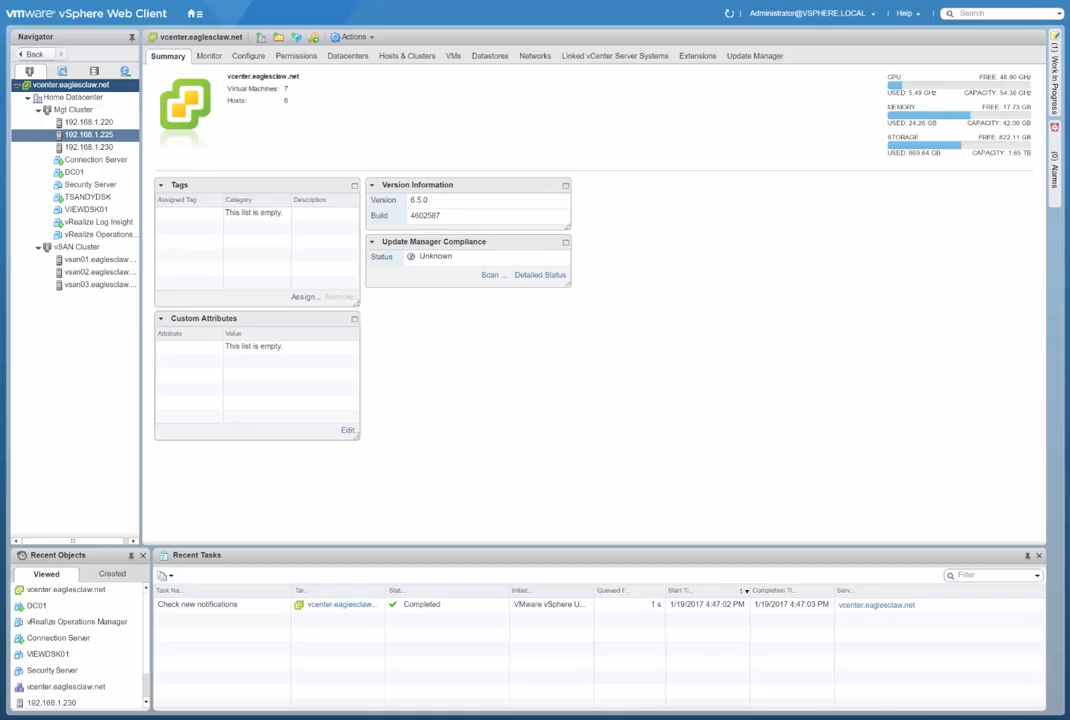 vmware® vSphere Web Client
Administrator@VSPHERE.LOCAL
Help
Search
Navigator
Back
vcenter.eaglesclaw.net
Home Datacenter
Mgt Cluster
192.168.1.220
192.168.1.225
192.168.1.230
Connection Server
DC01
Security Server
TSANDYDSK
VIEWDSK01
vRealize Log Insight
vRealize Operations...
vSAN Cluster
vsan01.eaglesclaw....
vsan02.eaglesclaw....
vsan03.eaglesclaw....
vcenter.eaglesclaw.net
Actions
Summary Monitor Configure Permissions Datacenters Hosts & Clusters VMs Datastores Networks Linked vCenter Server Systems Extensions Update Manager
vcenter.eaglesclaw.net
Virtual Machines: 7
Hosts: 6
CPU FREE: 48.90 GHz
USED: 5.49 GHz CAPACITY: 54.38 GHz
MEMORY FREE: 17.73 GB
USED: 24.26 GB CAPACITY: 42.00 GB
STORAGE FREE: 822.11 GB
USED: 869.64 GB CAPACITY: 1.65 TB
Tags
Assigned Tag Category Description
This list is empty.
Assign... Remove...
Version Information
Version 6.5.0
Build 4602587
Update Manager Compliance
Status Unknown
Scan ... Detailed Status
Custom Attributes
Attribute Value
This list is empty.
Edit...
(1) Work In Progress
(0) Alarms
Recent Objects
Viewed Created
vcenter.eaglesclaw.net
DC01
vRealize Operations Manager
Connection Server
VIEWDSK01
Security Server
vcenter.eaglesclaw.net
192.168.1.230
Recent Tasks
Filter
Task Na... Tar... Stat... Initiat... Queued F... Start Ti... 1 Completion Ti... Serv...
Check new notifications vcenter.eaglesclaw... Completed VMware vSphere U... 1 s 1/19/2017 4:47:02 PM 1/19/2017 4:47:03 PM vcenter.eaglesclaw.net